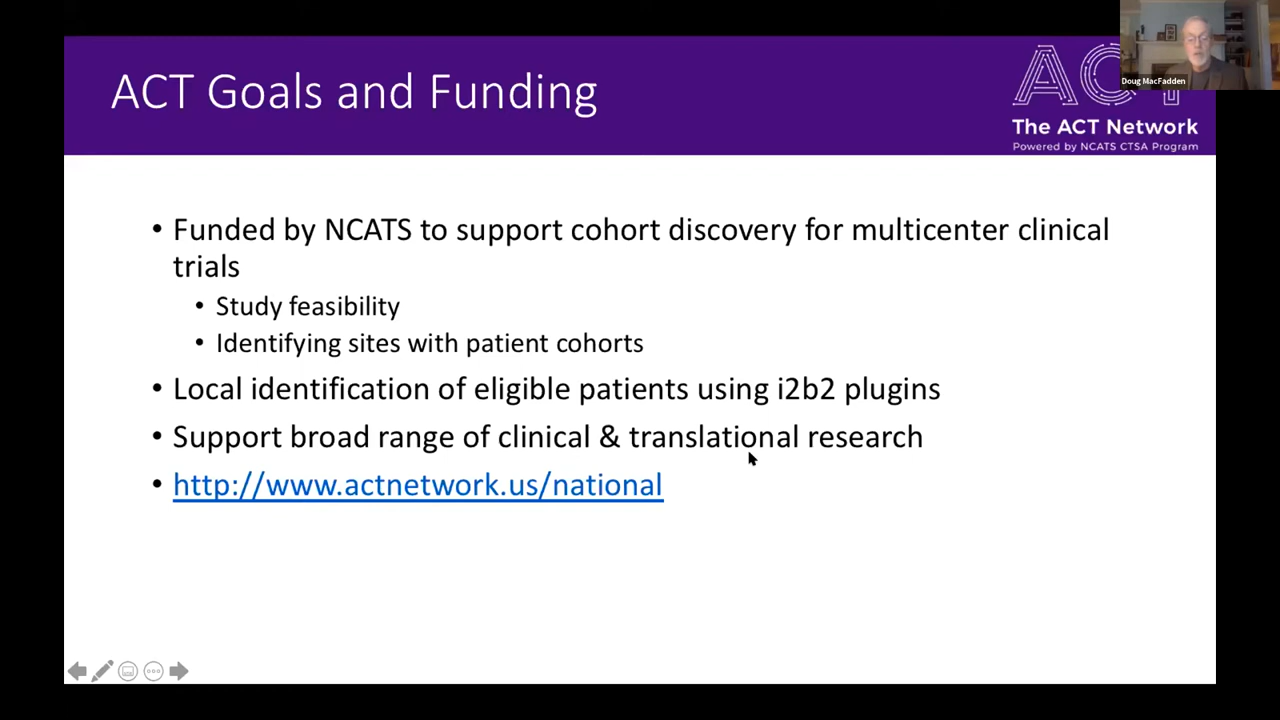 ACT Goals and Funding
Doug MacFadden
ACT
The ACT Network
Powered by NCATS CTSA Program
• Funded by NCATS to support cohort discovery for multicenter clinical
trials
• Study feasibility
• Identifying sites with patient cohorts
• Local identification of eligible patients using i2b2 plugins
• Support broad range of clinical & translational research
• http://www.actnetwork.us/national